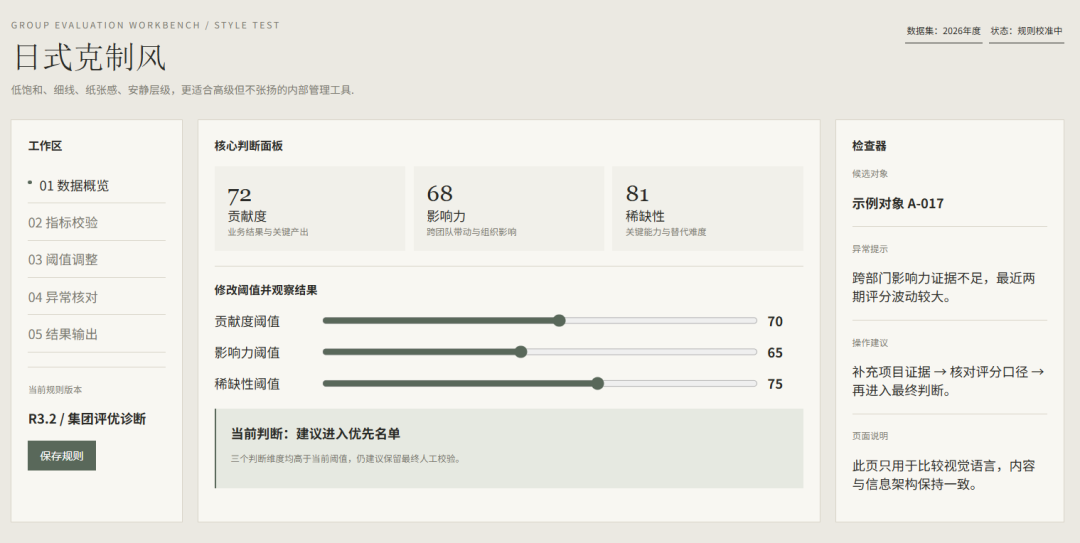 GROUP EVALUATION WORKBENCH / STYLE TEST
日式克制风
低饱和、细线、纸张感、安静层级，更适合高级但不张扬的内部管理工具.
数据集：2026年度
状态：规则校准中
工作区
01 数据概览
02 指标校验
03 阈值调整
04 异常核对
05 结果输出
当前规则版本
R3.2 / 集团评优诊断
保存规则
核心判断面板
72
贡献度
业务结果与关键产出
68
影响力
跨团队带动与组织影响
81
稀缺性
关键能力与替代难度
修改阈值并观察结果
贡献度阈值 70
影响力阈值 65
稀缺性阈值 75
当前判断：建议进入优先名单
三个判断维度均高于当前阈值，仍建议保留最终人工校验。
检查器
候选对象
示例对象 A-017
异常提示
跨部门影响力证据不足，最近两
期评分波动较大。
操作建议
补充项目证据 → 核对评分口径 →
再进入最终判断。
页面说明
此页只用于比较视觉语言，内容
与信息架构保持一致。